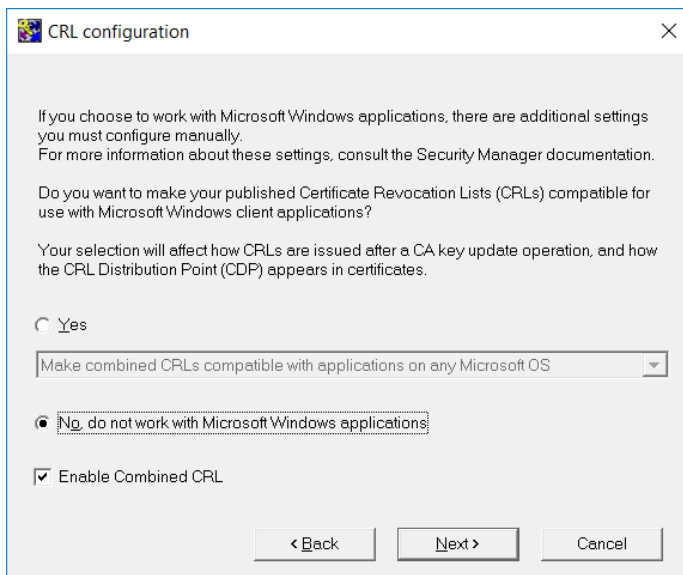 CRL configuration
If you choose to work with Microsoft Windows applications, there are additional settings
you must configure manually.
For more information about these settings, consult the Security Manager documentation.
Do you want to make your published Certificate Revocation Lists (CRLs) compatible for
use with Microsoft Windows client applications?
Your selection will affect how CRLs are issued after a CA key update operation, and how
the CRL Distribution Point (CDP) appears in certificates.
Yes
Make combined CRLs compatible with applications on any Microsoft OS
No, do not work with Microsoft Windows applications
Enable Combined CRL
< Back Next > Cancel